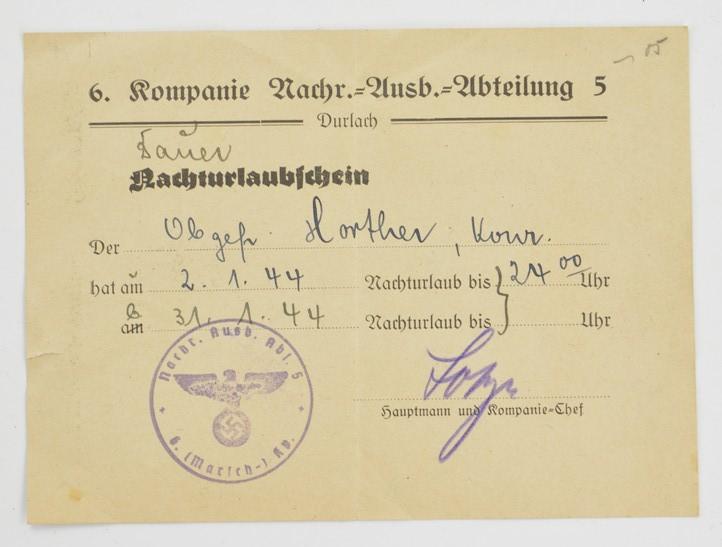 05
6. Kompanie Nachr.-Ausb.-Abteilung 5
Durlach
Dauer
Nachturlaubschein
Der Obgefr. Horther, Konr.
hat am 2. 1. 44 Nachturlaub bis 24 00 Uhr
b
am 31. 1. 44 Nachturlaub bis Uhr
Nachr. Ausb. Abt. 5
6. (Marsch-) Kp.
Hauptmann und Kompanie-Chef